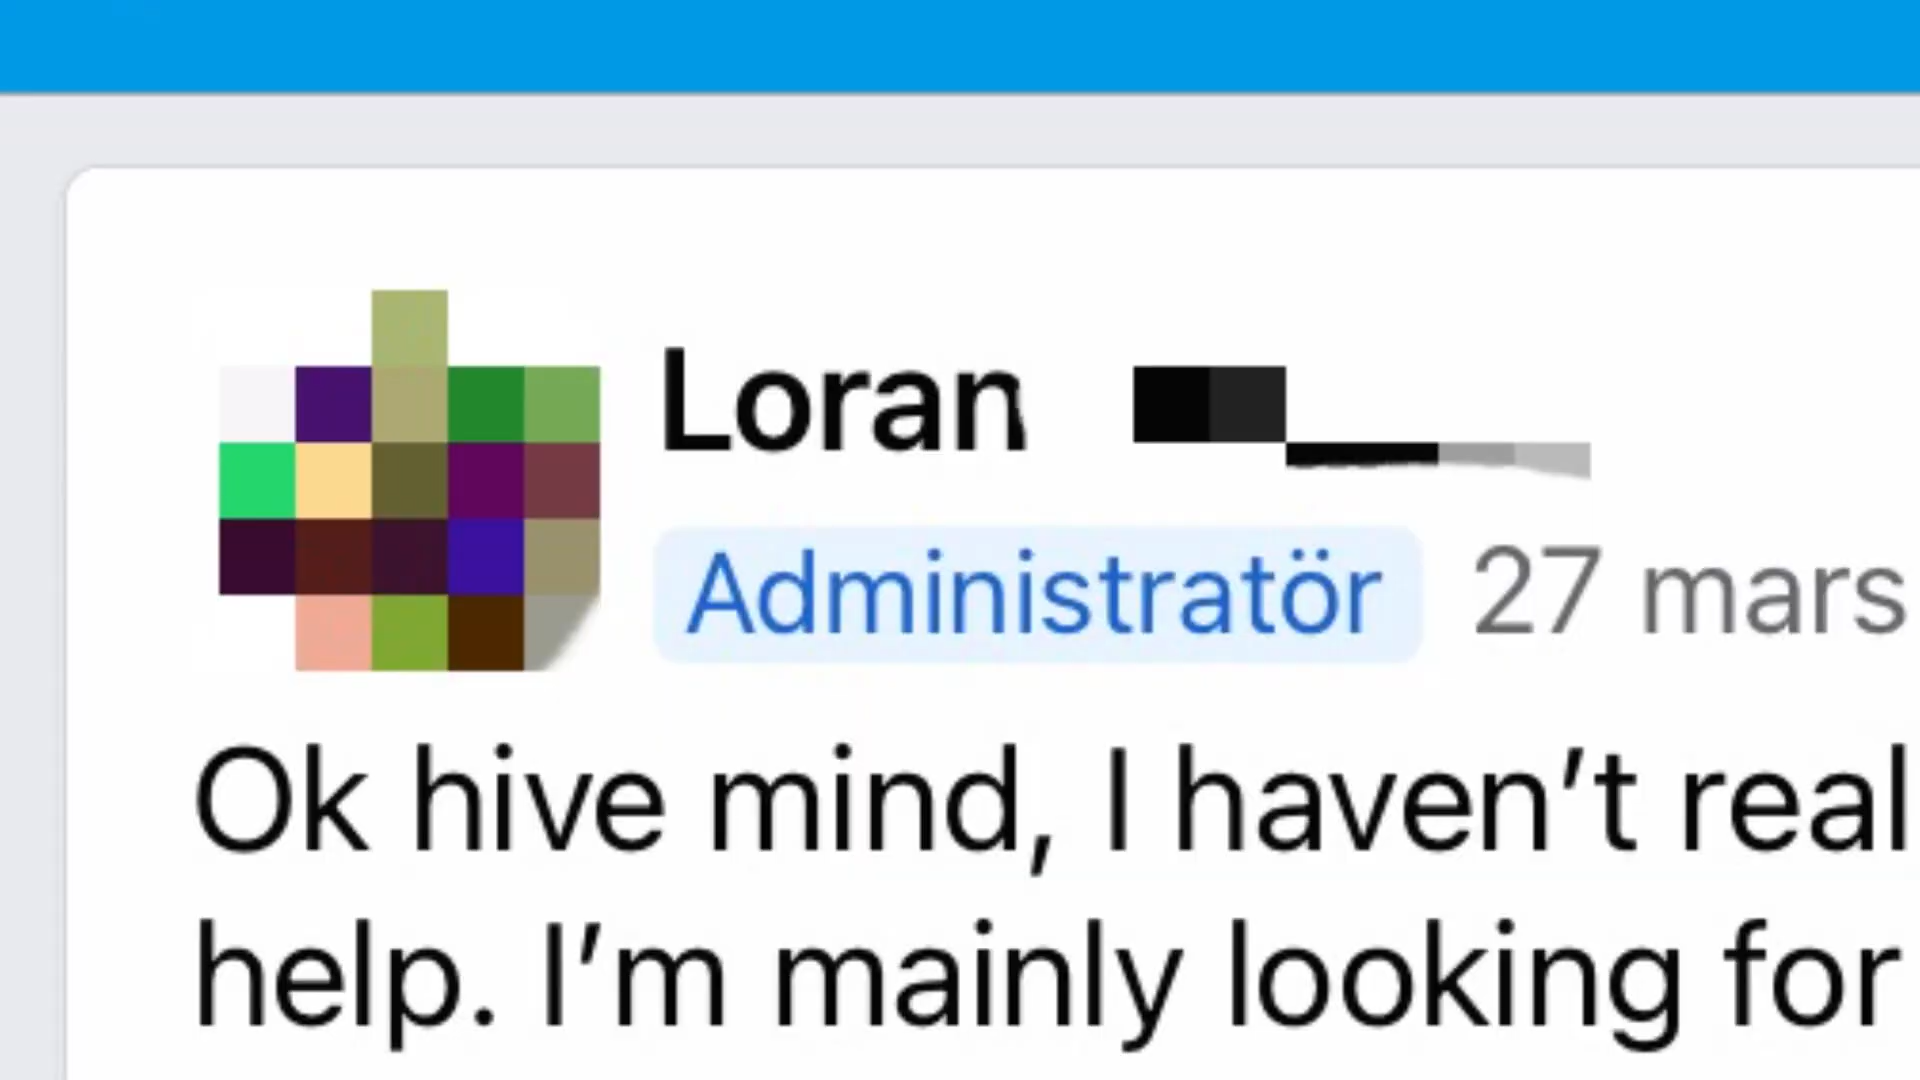 Loran
Administratör 27 mars
Ok hive mind, I haven’t real
help. I’m mainly looking for